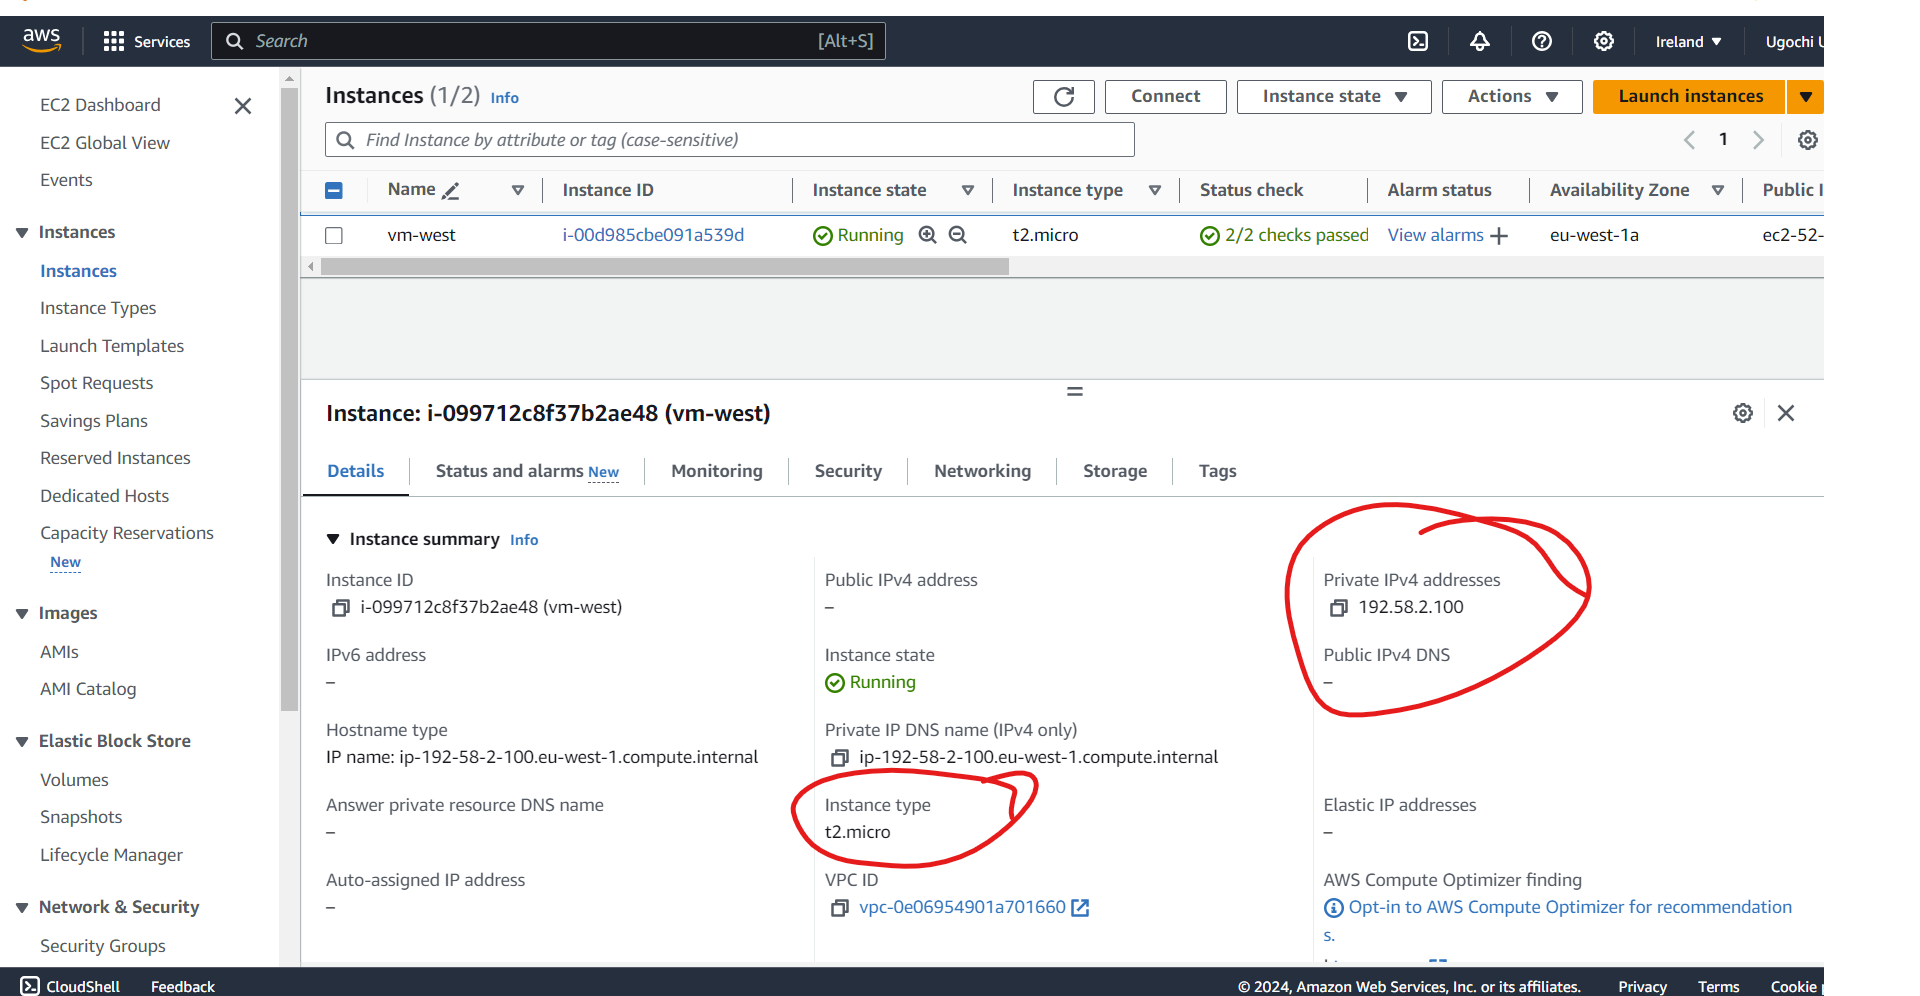 aws Services Search [Alt+S] Ireland Ugochi
EC2 Dashboard
EC2 Global View
Events
Instances
Instances
Instance Types
Launch Templates
Spot Requests
Savings Plans
Reserved Instances
Dedicated Hosts
Capacity Reservations
New
Images
AMIs
AMI Catalog
Elastic Block Store
Volumes
Snapshots
Lifecycle Manager
Network & Security
Security Groups
Instances (1/2) Info Connect Instance state Actions Launch instances
Find Instance by attribute or tag (case-sensitive) 1
Name Instance ID Instance state Instance type Status check Alarm status Availability Zone Public I
vm-west i-00d985cbe091a539d Running t2.micro 2/2 checks passed View alarms + eu-west-1a ec2-52-
Instance: i-099712c8f37b2ae48 (vm-west)
Details Status and alarms New Monitoring Security Networking Storage Tags
Instance summary Info
Instance ID Public IPv4 address Private IPv4 addresses
i-099712c8f37b2ae48 (vm-west) – 192.58.2.100
IPv6 address Instance state Public IPv4 DNS
– Running –
Hostname type Private IP DNS name (IPv4 only)
IP name: ip-192-58-2-100.eu-west-1.compute.internal ip-192-58-2-100.eu-west-1.compute.internal
Answer private resource DNS name Instance type Elastic IP addresses
– t2.micro –
Auto-assigned IP address VPC ID AWS Compute Optimizer finding
– vpc-0e06954901a701660 Opt-in to AWS Compute Optimizer for recommendation
s.
CloudShell Feedback © 2024, Amazon Web Services, Inc. or its affiliates. Privacy Terms Cookie